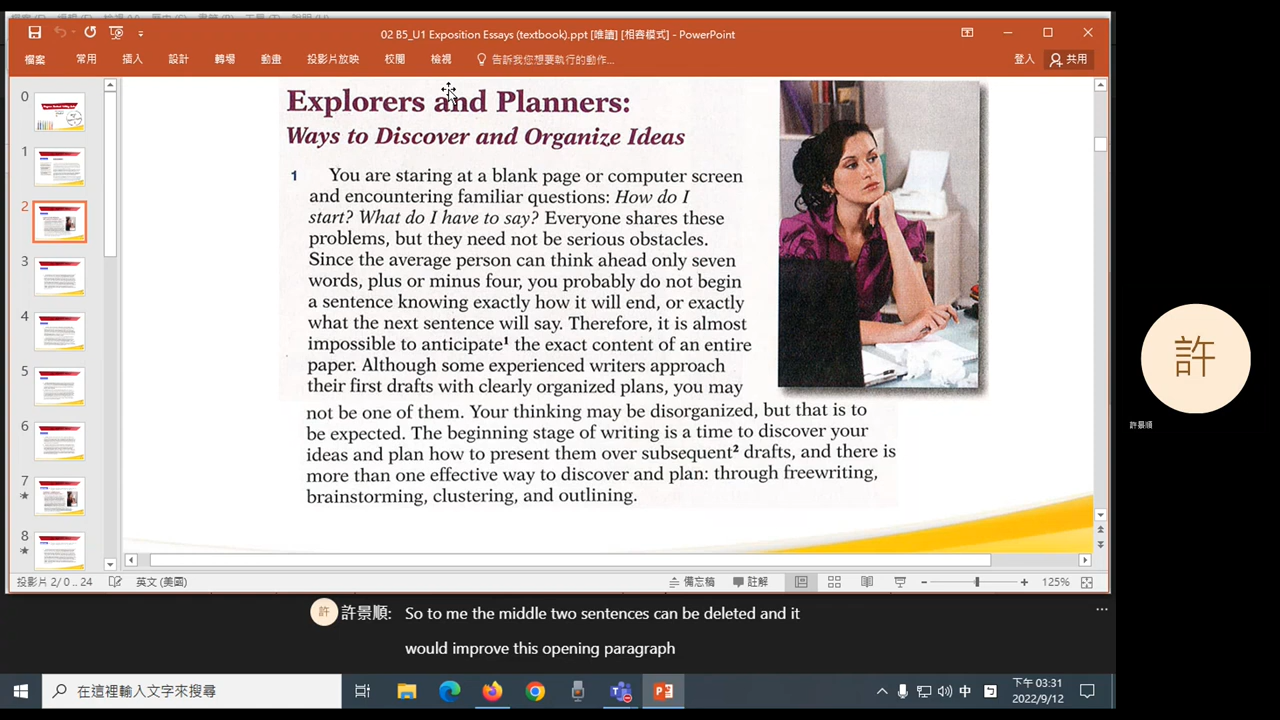 02 B5_U1 Exposition Essays (textbook).ppt [唯讀] [相容模式] - PowerPoint
檔案 常用 插入 設計 轉場 動畫 投影片放映 校閱 檢視 告訴我您想要執行的動作... 登入 共用
0
1
2
3
4
5
6
7
8
Explorers and Planners:
Ways to Discover and Organize Ideas
1 You are staring at a blank page or computer screen
and encountering familiar questions: How do I
start? What do I have to say? Everyone shares these
problems, but they need not be serious obstacles.
Since the average person can think ahead only seven
words, plus or minus four, you probably do not begin
a sentence knowing exactly how it will end, or exactly
what the next sentence will say. Therefore, it is almost
impossible to anticipate¹ the exact content of an entire
paper. Although some experienced writers approach
their first drafts with clearly organized plans, you may
not be one of them. Your thinking may be disorganized, but that is to
be expected. The beginning stage of writing is a time to discover your
ideas and plan how to present them over subsequent² drafts, and there is
more than one effective way to discover and plan: through freewriting,
brainstorming, clustering, and outlining.
許
許景順
投影片 2/ 0 .. 24 英文 (美國) 備忘稿 註解 125%
許 許景順: So to me the middle two sentences can be deleted and it
would improve this opening paragraph
在這裡輸入文字來搜尋
中
下午 03:31
2022/9/12